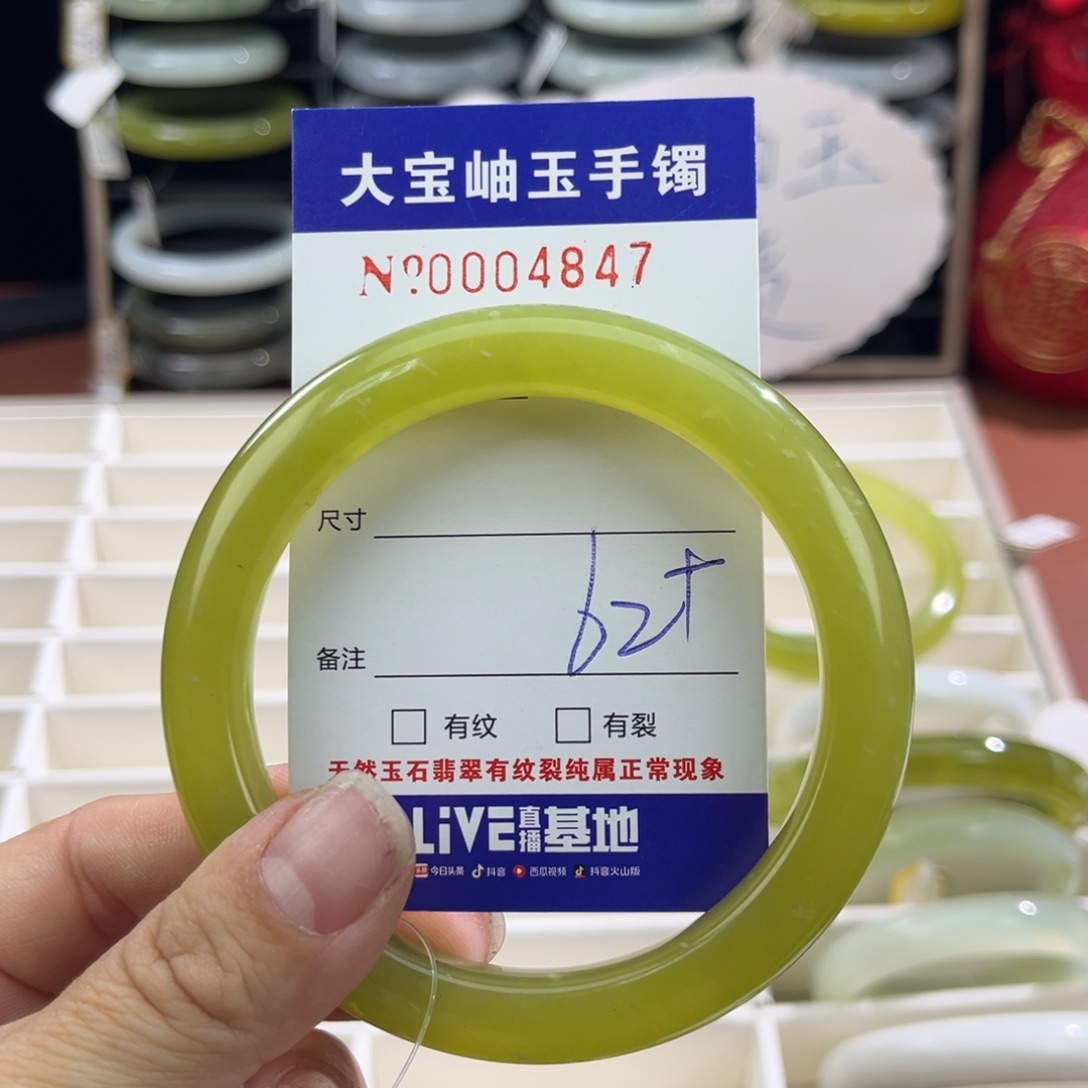 大宝岫玉手镯
Nº0004847
尺寸
62+
备注
有纹 有裂
天然玉石翡翠有纹裂纯属正常现象
LiVE直播基地
今日头条 抖音 西瓜视频 抖音火山版